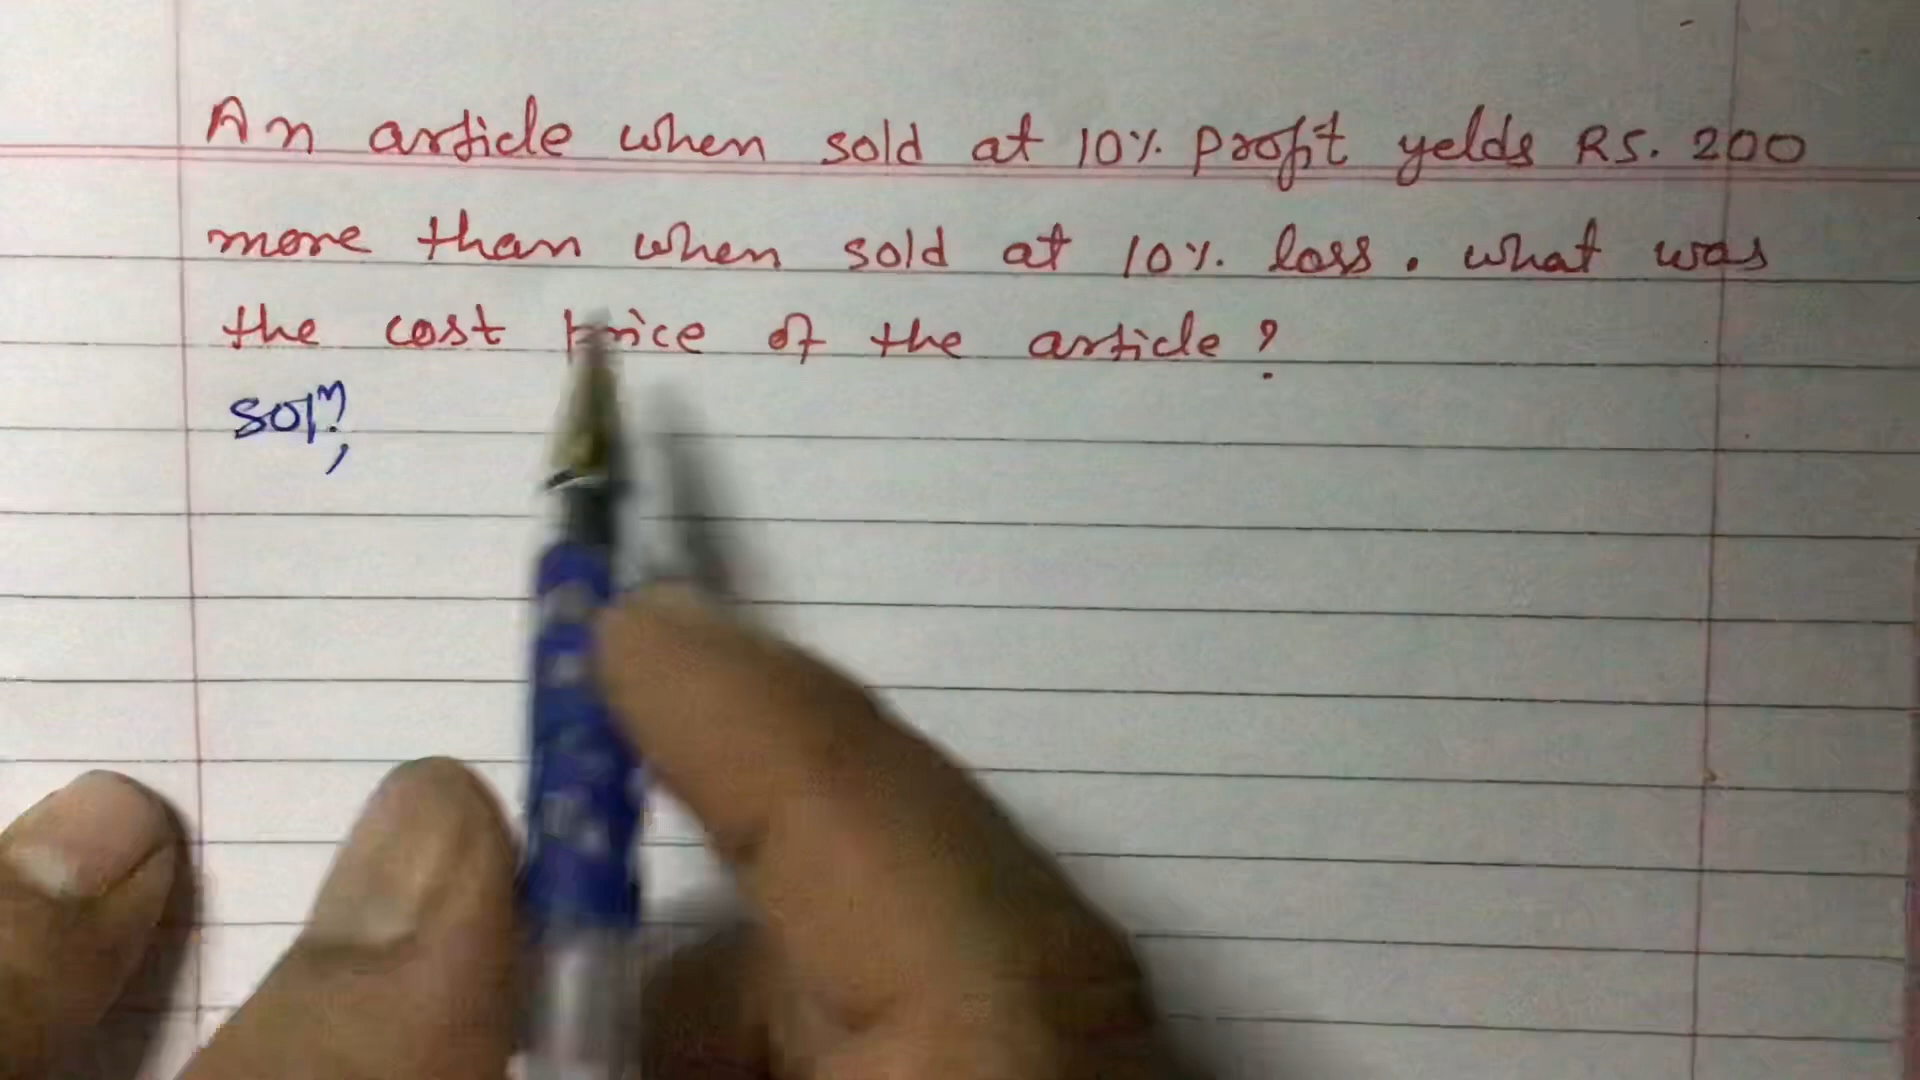 An article when sold at 10% profit yelds RS. 200
more than when sold at 10% loss. what was
the cost price of the article?
solⁿ,